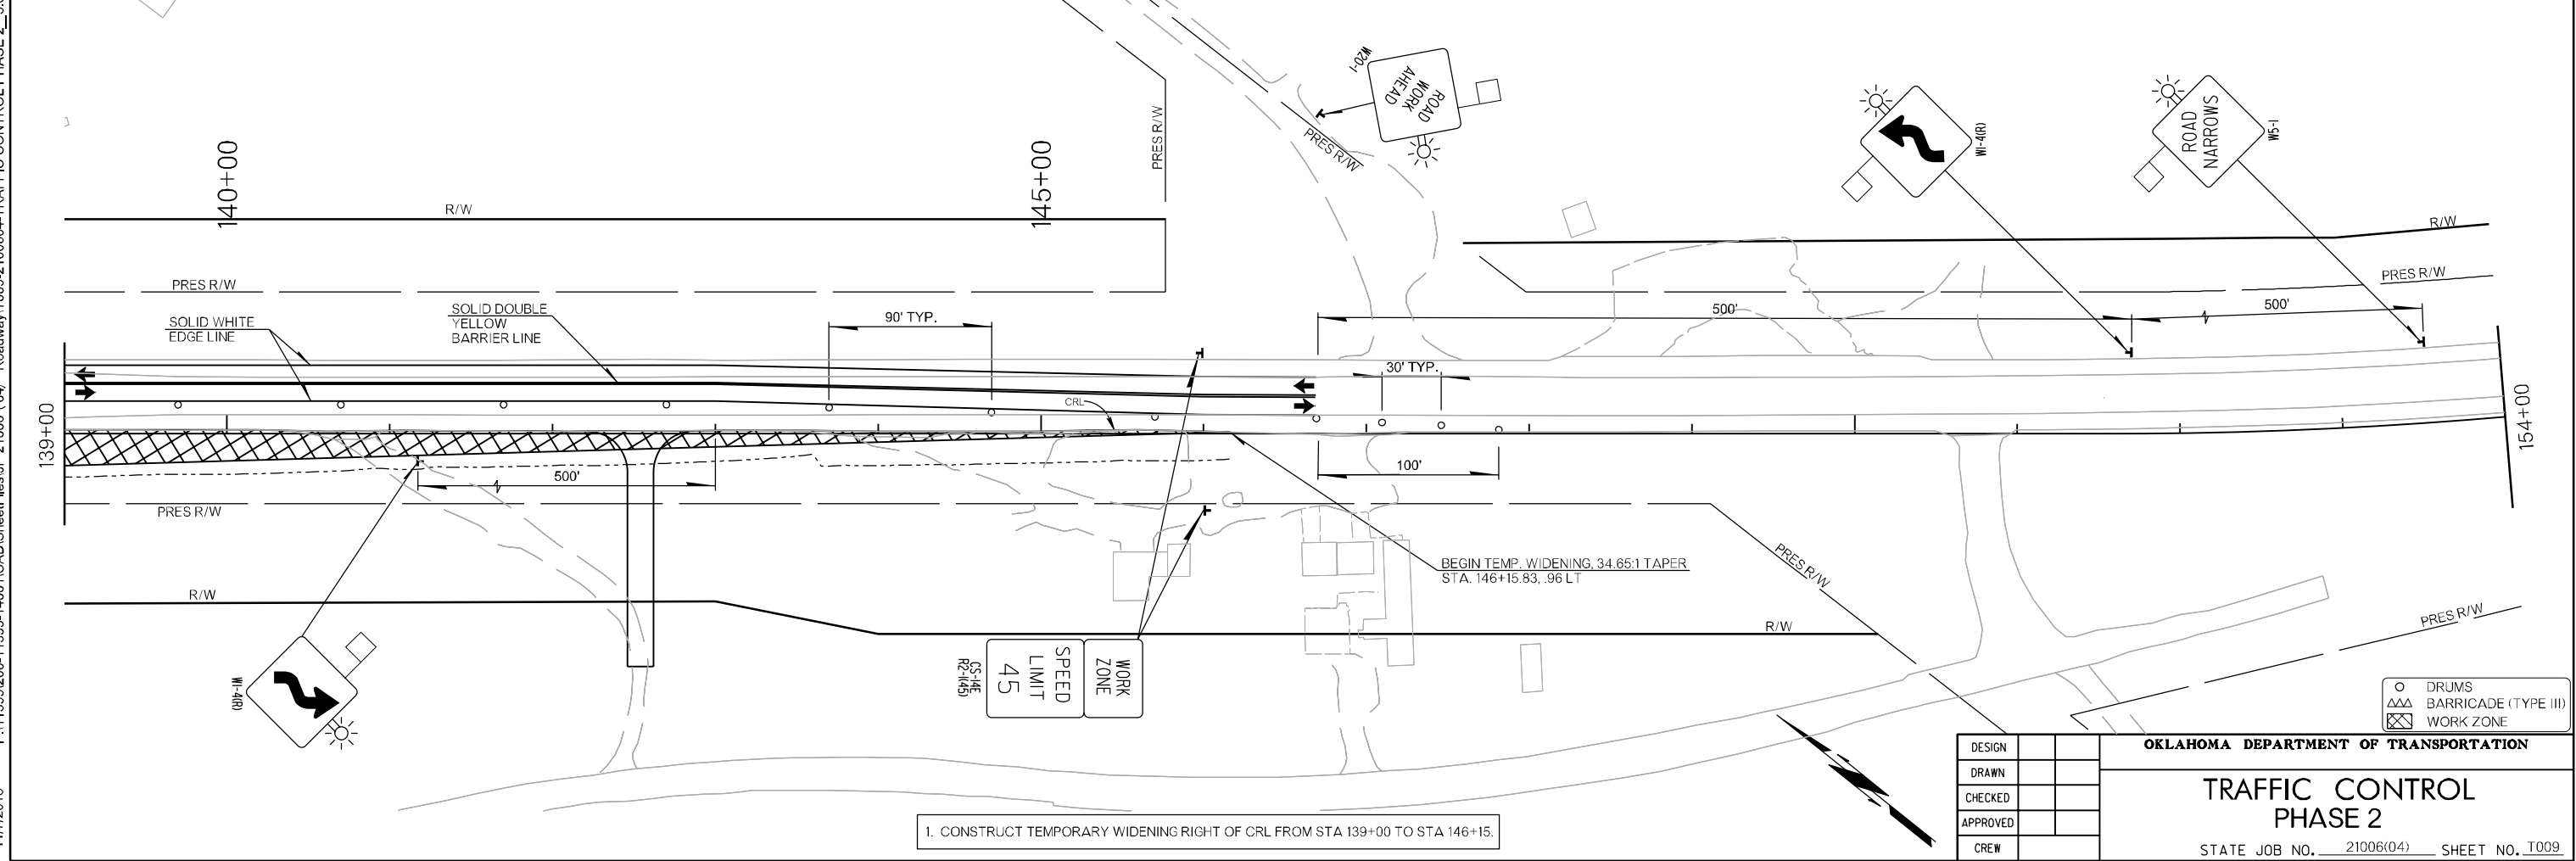 W20-1
ROAD
WORK
AHEAD
W1-4(R)
ROAD
NARROWS
W5-1
140+00
145+00
PRES R/W
PRES R/W
R/W
R/W
PRES R/W
PRES R/W
SOLID WHITE
EDGE LINE
SOLID DOUBLE
YELLOW
BARRIER LINE
90' TYP.
500'
500'
30' TYP.
CRL
139+00
154+00
500'
100'
PRES R/W
BEGIN TEMP. WIDENING, 34.65:1 TAPER
STA. 146+15.83, .96 LT
PRES R/W
R/W
R/W
PRES R/W
W1-4(R)
CS-14E
R2-1(45)
SPEED
LIMIT
45
WORK
ZONE
DRUMS
BARRICADE (TYPE III)
WORK ZONE
1. CONSTRUCT TEMPORARY WIDENING RIGHT OF CRL FROM STA 139+00 TO STA 146+15.
DESIGN
DRAWN
CHECKED
APPROVED
CREW
OKLAHOMA DEPARTMENT OF TRANSPORTATION
TRAFFIC CONTROL
PHASE 2
STATE JOB NO. 21006(04) SHEET NO. T009